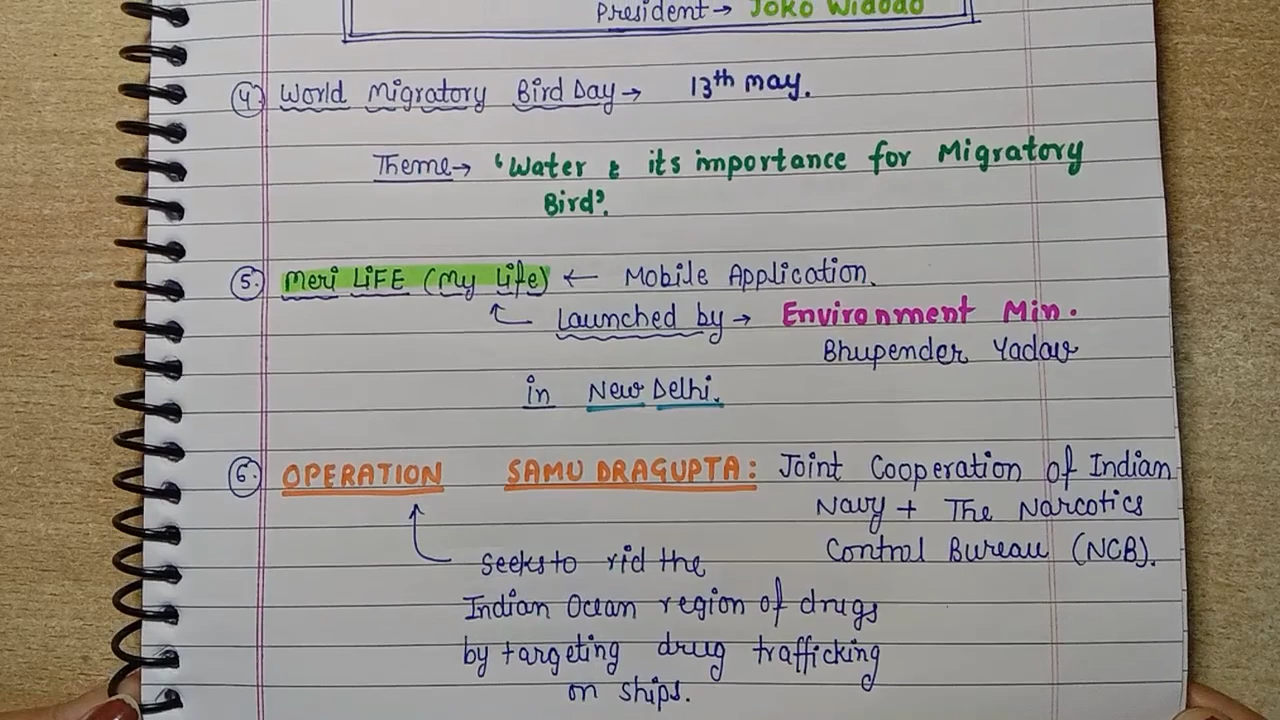 President → Joko Widodo
4. World Migratory Bird Day → 13th may.
Theme → 'Water & its importance for Migratory
Bird'.
5. Meri LiFE (My Life) ← Mobile Application.
Launched by → Environment Min.
Bhupender Yadav
in New Delhi.
6. OPERATION SAMUDRAGUPTA: Joint Cooperation of Indian
Navy + The Narcotics
Control Bureau (NCB).
Seeks to rid the
Indian Ocean region of drugs
by targeting drug trafficking
on ships.